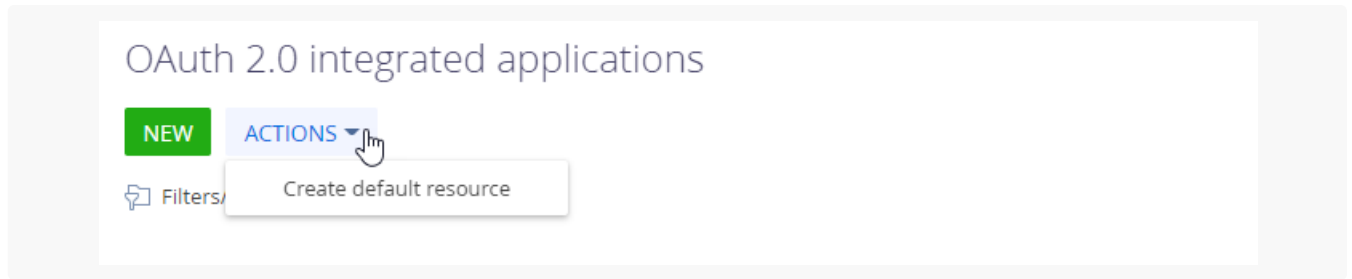 OAuth 2.0 integrated applications
NEW ACTIONS
Create default resource
Filters/